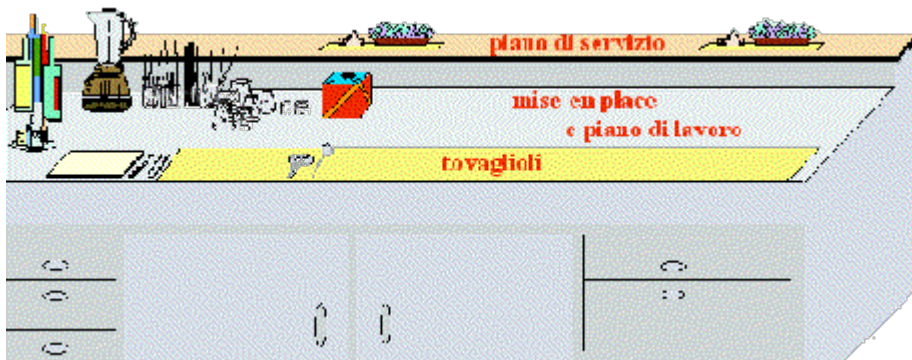 piano di servizio
mise en place
e piano di lavoro
tovaglioli